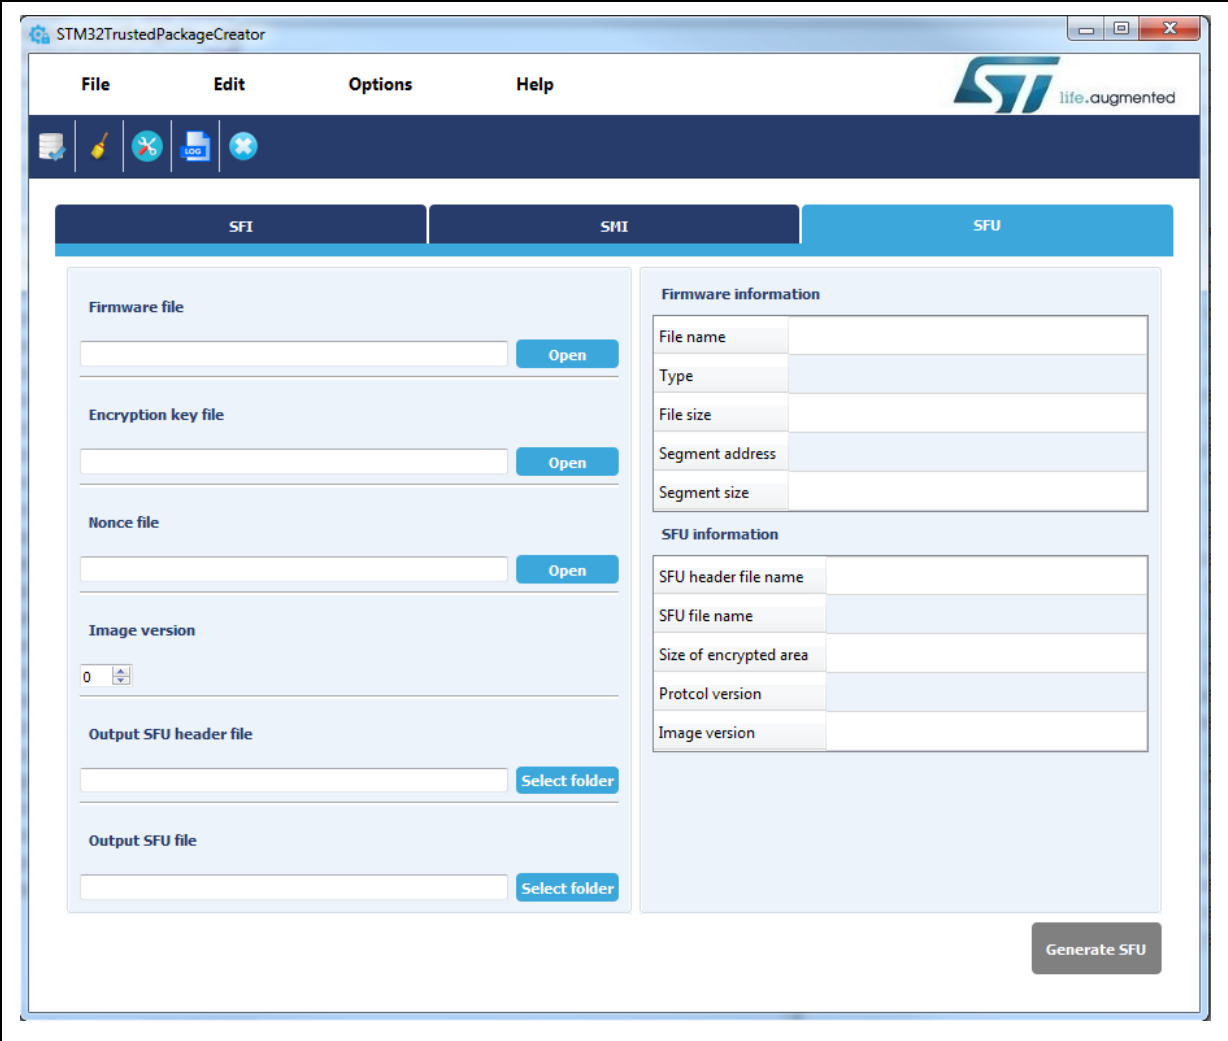 STM32TrustedPackageCreator
File Edit Options Help
ST life.augmented
LOG
SFI SMI SFU
Firmware file
Open
Encryption key file
Open
Nonce file
Open
Image version
0
Output SFU header file
Select folder
Output SFU file
Select folder
Firmware information
File name
Type
File size
Segment address
Segment size
SFU information
SFU header file name
SFU file name
Size of encrypted area
Protcol version
Image version
Generate SFU